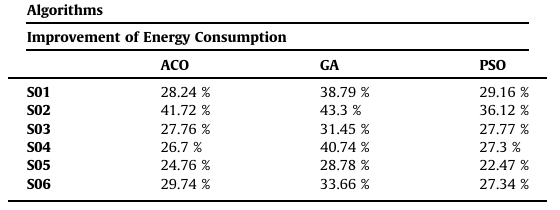 Algorithms
Improvement of Energy Consumption
ACO GA PSO
S01 28.24 % 38.79 % 29.16 %
S02 41.72 % 43.3 % 36.12 %
S03 27.76 % 31.45 % 27.77 %
S04 26.7 % 40.74 % 27.3 %
S05 24.76 % 28.78 % 22.47 %
S06 29.74 % 33.66 % 27.34 %